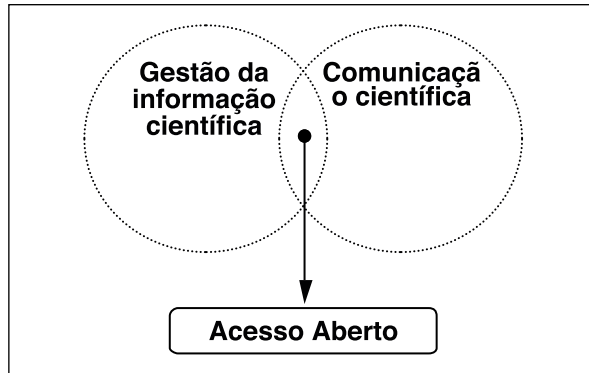 Gestão da
informação
científica
Comunicaçã
o científica
Acesso Aberto